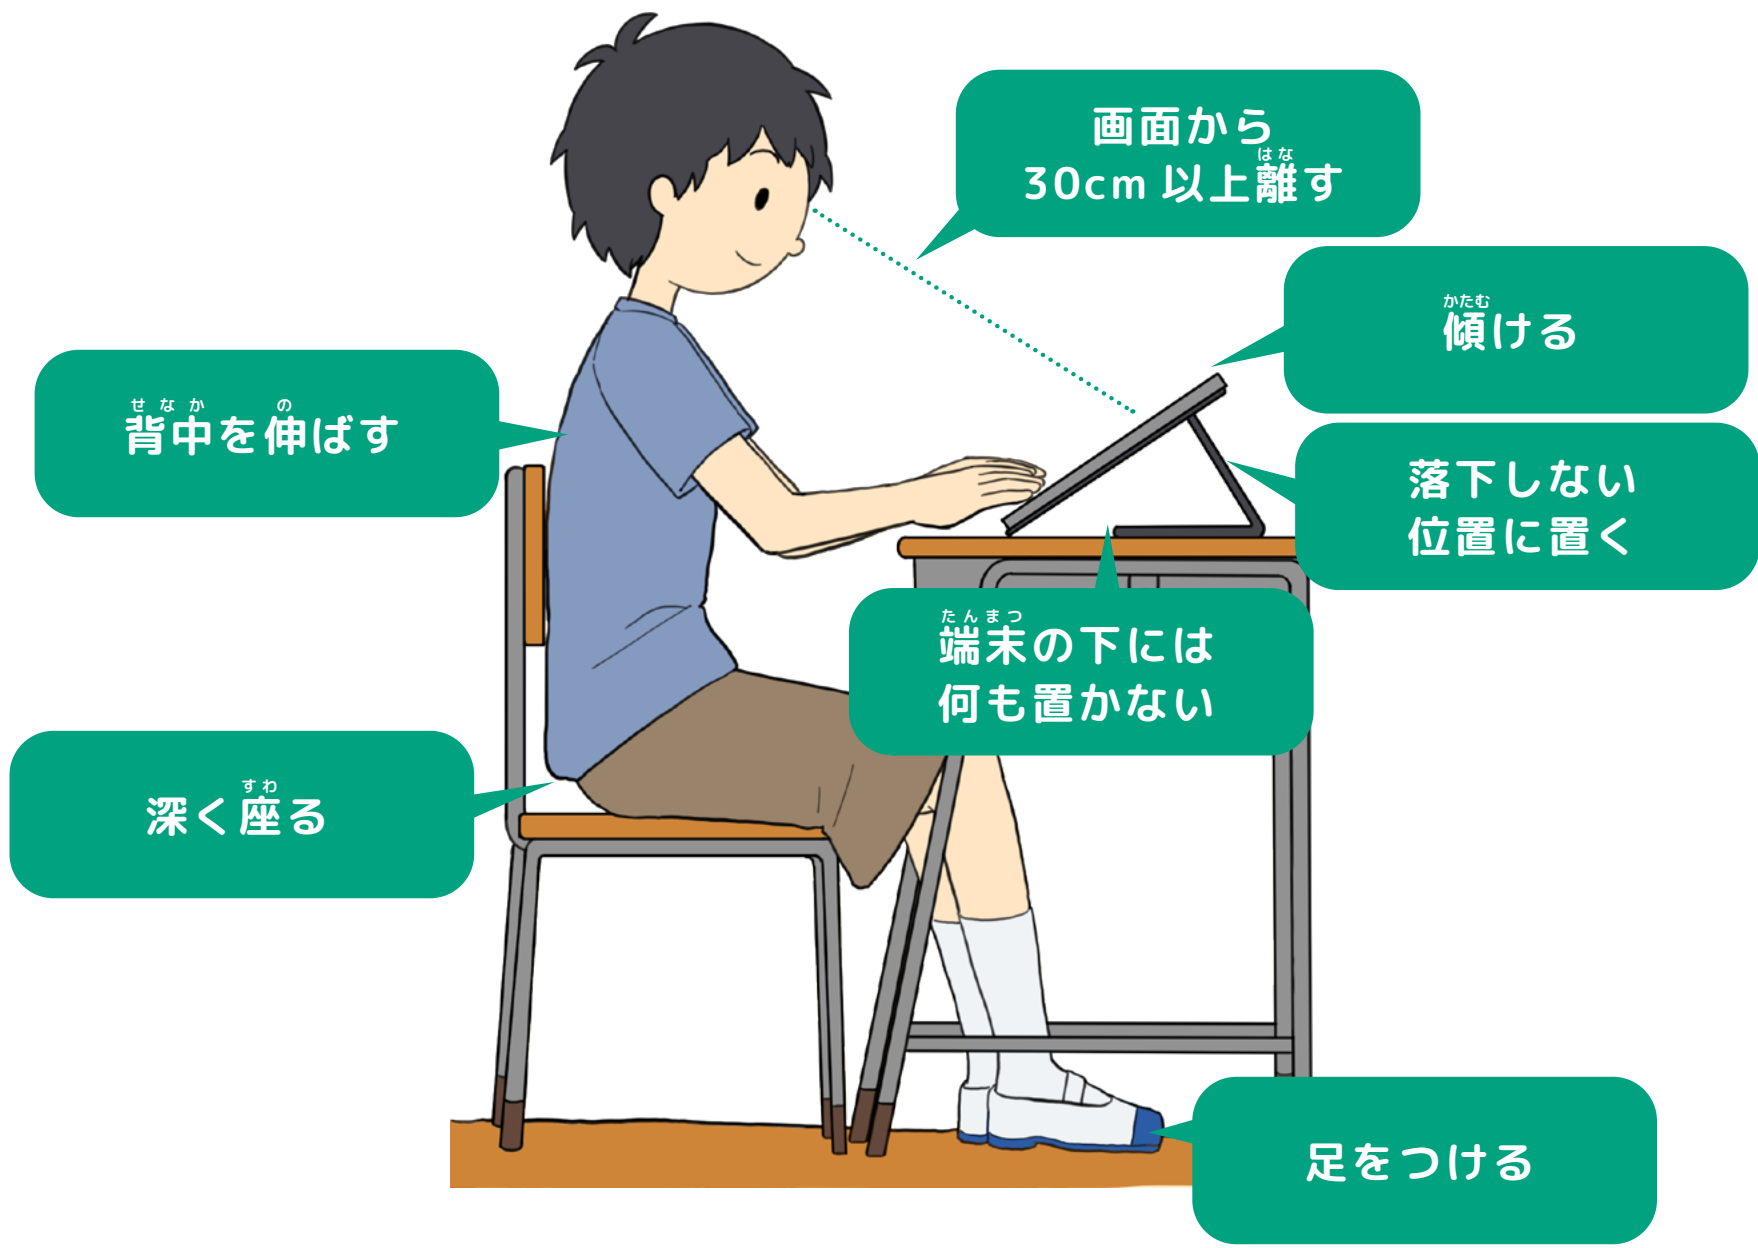 画面から
30cm 以上離す
はな
かたむ
傾ける
せなか の
背中を伸ばす
落下しない
位置に置く
たんまつ
端末の下には
何も置かない
すわ
深く座る
足をつける